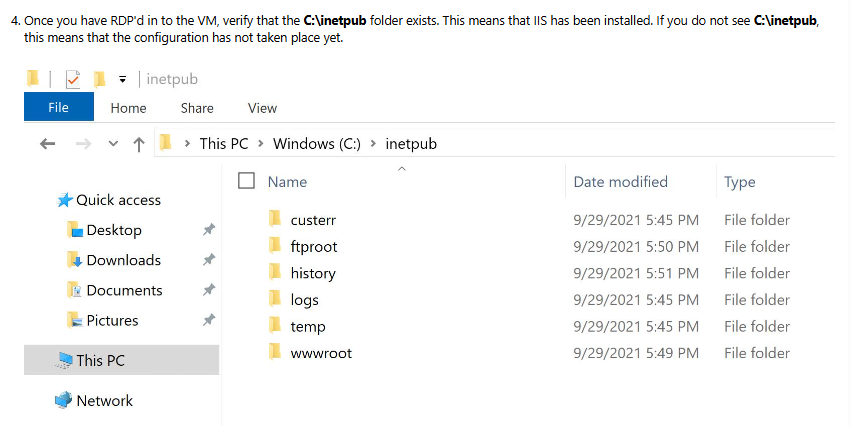 4. Once you have RDP'd in to the VM, verify that the C:\inetpub folder exists. This means that IIS has been installed. If you do not see C:\inetpub,
this means that the configuration has not taken place yet.
inetpub
File Home Share View
This PC > Windows (C:) > inetpub
Name Date modified Type
Quick access
Desktop
Downloads
Documents
Pictures
This PC
Network
custerr 9/29/2021 5:45 PM File folder
ftproot 9/29/2021 5:50 PM File folder
history 9/29/2021 5:51 PM File folder
logs 9/29/2021 5:45 PM File folder
temp 9/29/2021 5:45 PM File folder
wwwroot 9/29/2021 5:49 PM File folder